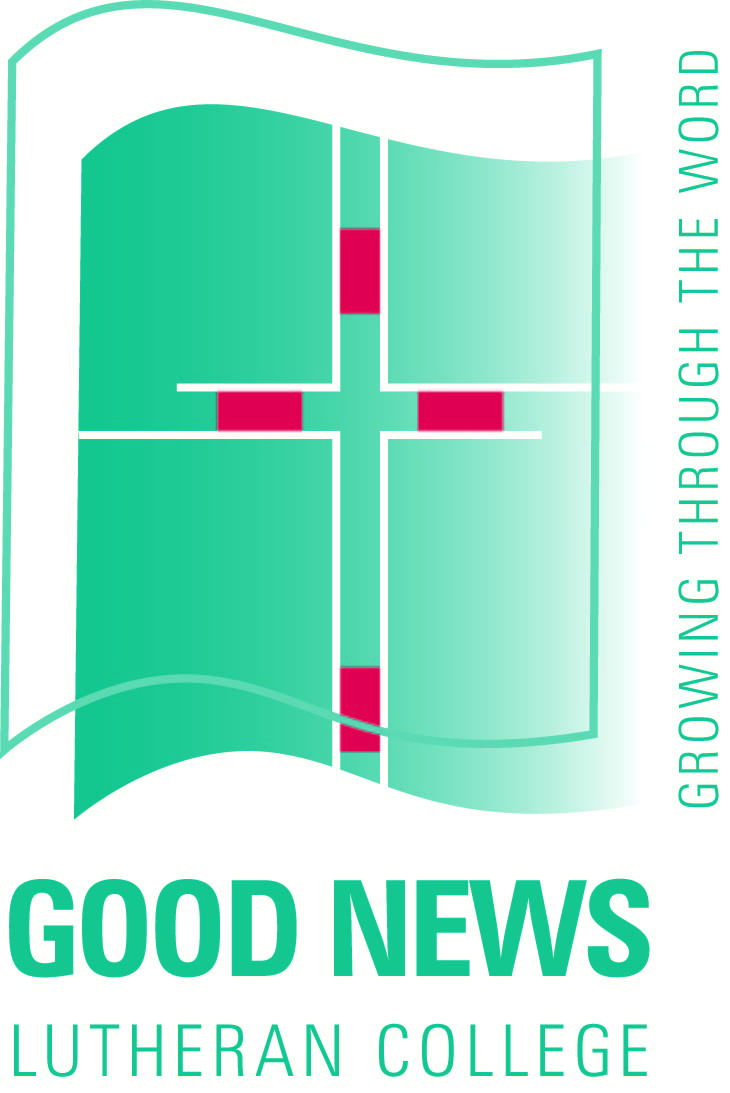 GROWING THROUGH THE WORD
GOOD NEWS
LUTHERAN COLLEGE